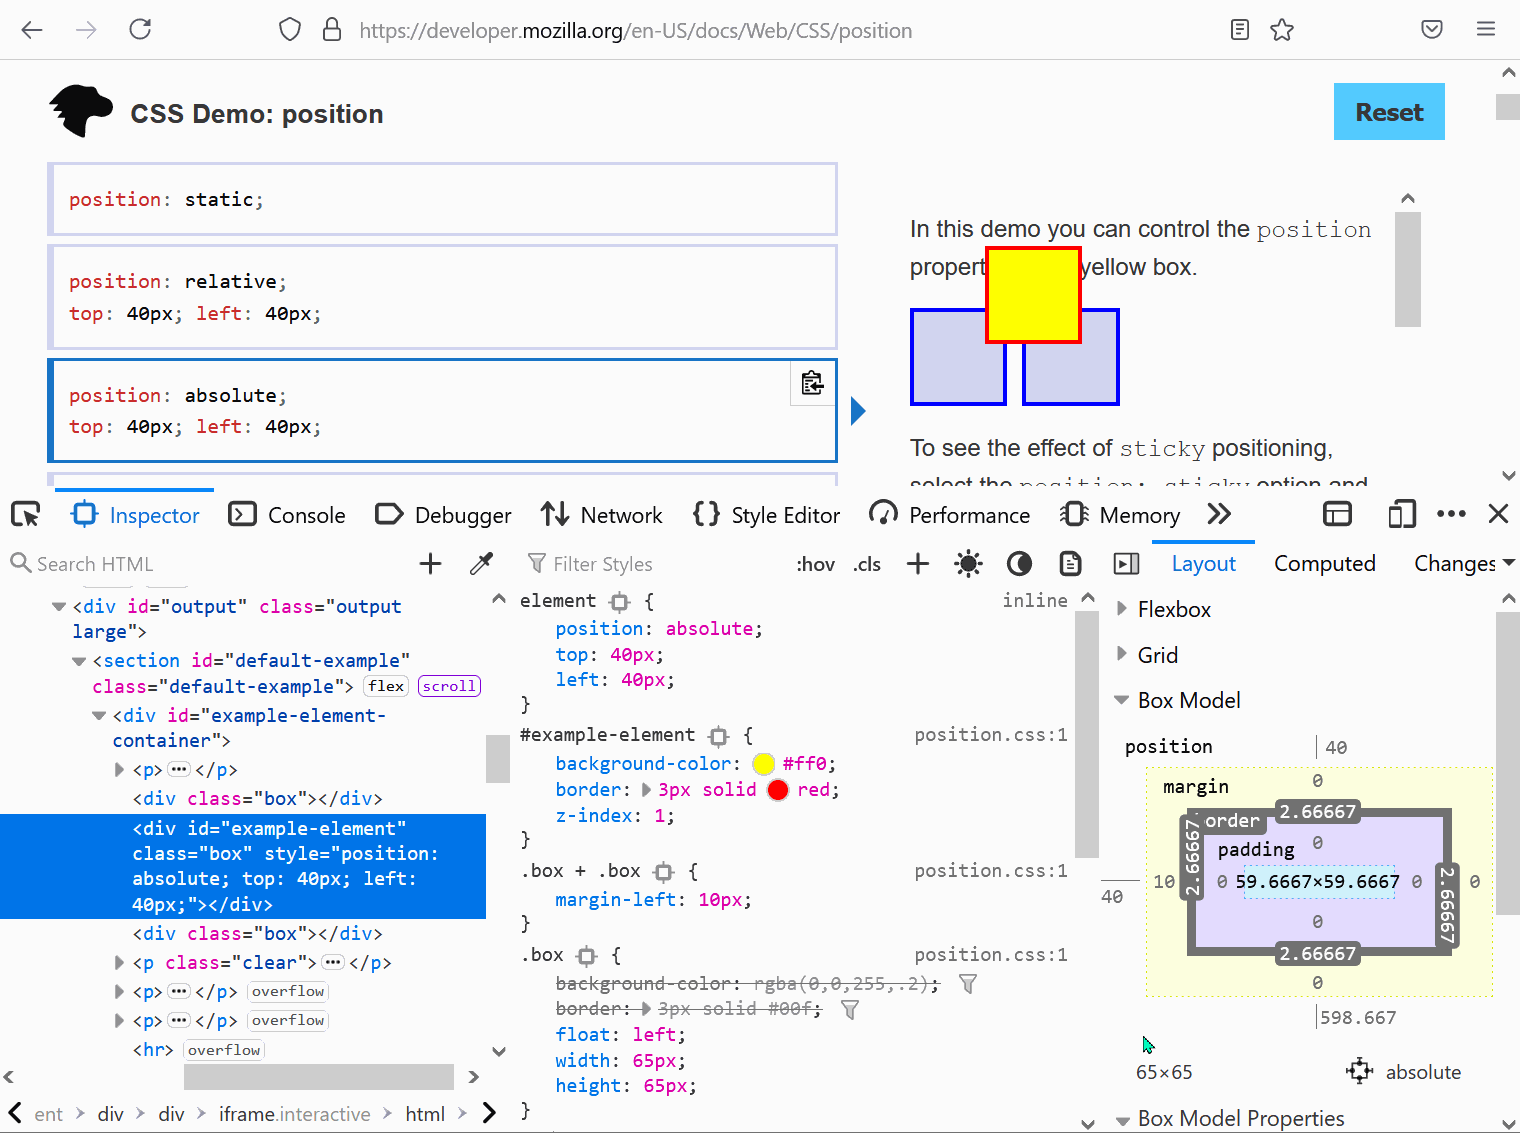 https://developer.mozilla.org/en-US/docs/Web/CSS/position
CSS Demo: position
Reset
position: static;
position: relative;
top: 40px; left: 40px;
position: absolute;
top: 40px; left: 40px;
In this demo you can control the position
propert yellow box.
To see the effect of sticky positioning,
select the position: sticky option and
Inspector
Console
Debugger
Network
Style Editor
Performance
Memory
Search HTML
Filter Styles
:hov
.cls
Layout
Computed
Changes
<div id="output" class="output
large">
<section id="default-example"
class="default-example"> flex scroll
<div id="example-element-
container">
<p> ••• </p>
<div class="box"></div>
<div id="example-element"
class="box" style="position:
absolute; top: 40px; left:
40px;"></div>
<div class="box"></div>
<p class="clear"> ••• </p>
<p> ••• </p> overflow
<p> ••• </p> overflow
<hr> overflow
ent > div > div > iframe.interactive > html >
element { inline
position: absolute;
top: 40px;
left: 40px;
}
#example-element { position.css:1
background-color: #ff0;
border: 3px solid red;
z-index: 1;
}
.box + .box { position.css:1
margin-left: 10px;
}
.box { position.css:1
background-color: rgba(0,0,255,.2);
border: 3px solid #00f;
float: left;
width: 65px;
height: 65px;
}
Flexbox
Grid
Box Model
position 40
margin 0
order 2.66667
padding 0
40 10 2.66667 0 59.6667×59.6667 0 2.66667 0
0
2.66667
0
598.667
65×65 absolute
Box Model Properties